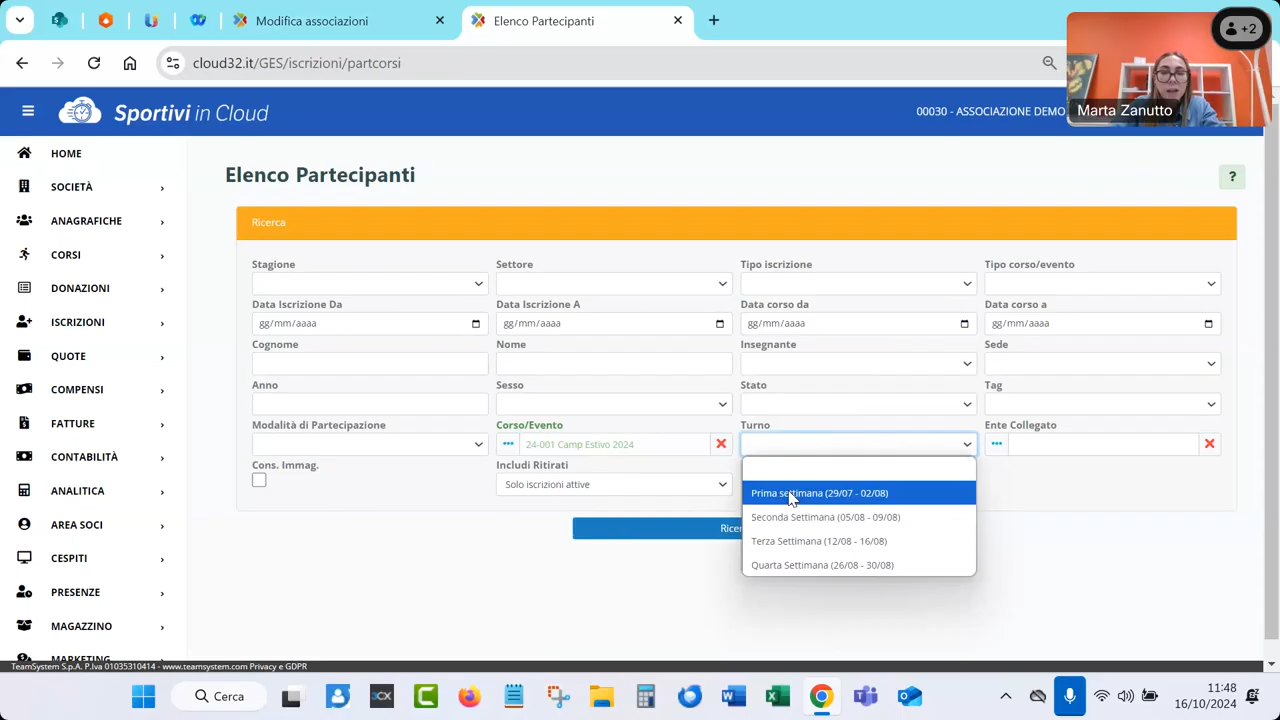 Modifica associazioni
Elenco Partecipanti
+2
cloud32.it/GES/iscrizioni/partcorsi
Marta Zanutto
Sportivi in Cloud
00030 - ASSOCIAZIONE DEMO
HOME
SOCIETÀ
ANAGRAFICHE
CORSI
DONAZIONI
ISCRIZIONI
QUOTE
COMPENSI
FATTURE
CONTABILITÀ
ANALITICA
AREA SOCI
CESPITI
PRESENZE
MAGAZZINO
MARKETING
Elenco Partecipanti
?
Ricerca
Stagione Settore Tipo iscrizione Tipo corso/evento
Data Iscrizione Da Data Iscrizione A Data corso da Data corso a
gg/mm/aaaa gg/mm/aaaa gg/mm/aaaa gg/mm/aaaa
Cognome Nome Insegnante Sede
Anno Sesso Stato Tag
Modalità di Partecipazione Corso/Evento Turno Ente Collegato
24-001 Camp Estivo 2024
Cons. Immag. Includi Ritirati
Solo iscrizioni attive
Prima settimana (29/07 - 02/08)
Seconda Settimana (05/08 - 09/08)
Terza Settimana (12/08 - 16/08)
Quarta Settimana (26/08 - 30/08)
TeamSystem S.p.A. P.Iva 01035310414 - www.teamsystem.com Privacy e GDPR
Cerca
3CX
11:48
16/10/2024